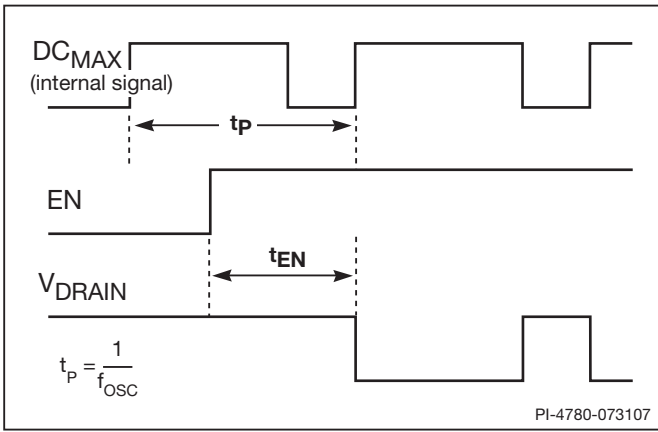 DCMAX
(internal signal)
tP
EN
tEN
VDRAIN
tP = 1/fOSC
PI-4780-073107